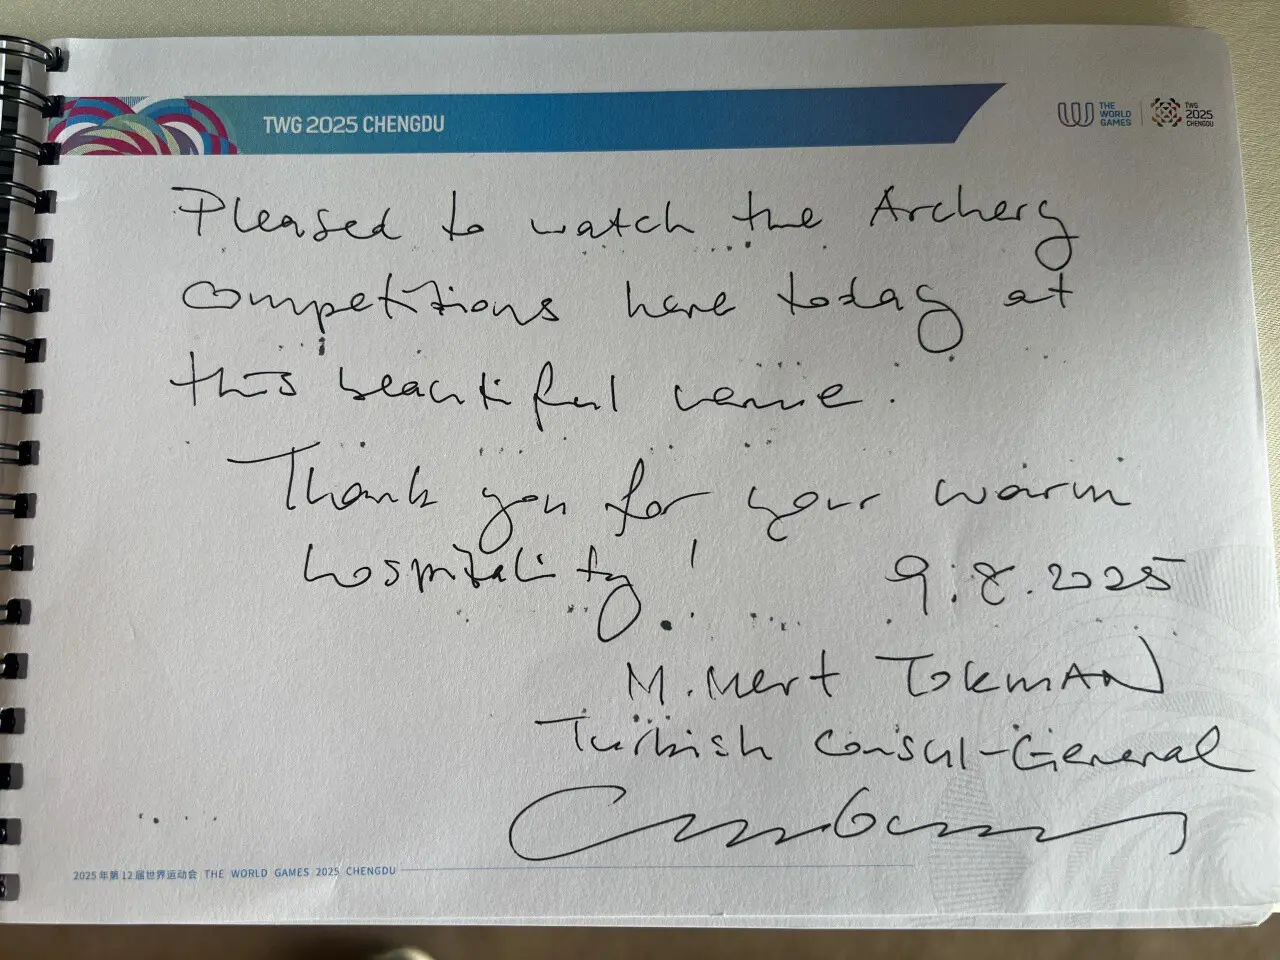 TWG 2025 CHENGDU
THE
WORLD
GAMES
TWG
2025
CHENGDU
Pleased to watch the Archery
competitions here today at
this beautiful venue.
Thank you for your warm
hospitality!
9.8.2025
M. Mert TOKMAN
Turkish Consul-General
2025年第12届世界运动会 THE WORLD GAMES 2025 CHENGDU